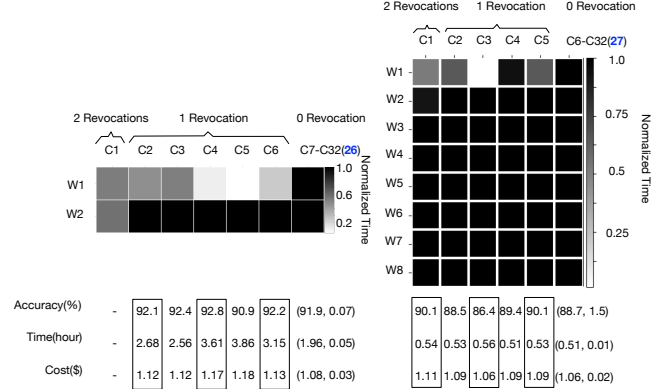 2 Revocations 1 Revocation 0 Revocation
C1 C2 C3 C4 C5 C6-C32(27)
W1
W2
W3
W4
W5
W6
W7
W8
1.0
0.75
0.5
0.25
Normalized Time
2 Revocations 1 Revocation 0 Revocation
C1 C2 C3 C4 C5 C6 C7-C32(26)
W1
W2
1.0
0.6
0.2
Normalized Time
Accuracy(%) - 92.1 92.4 92.8 90.9 92.2 (91.9, 0.07)
Time(hour) - 2.68 2.56 3.61 3.86 3.15 (1.96, 0.05)
Cost($) - 1.12 1.12 1.17 1.18 1.13 (1.08, 0.03)
90.1 88.5 86.4 89.4 90.1 (88.7, 1.5)
0.54 0.53 0.56 0.51 0.53 (0.51, 0.01)
1.11 1.09 1.06 1.09 1.09 (1.06, 0.02)